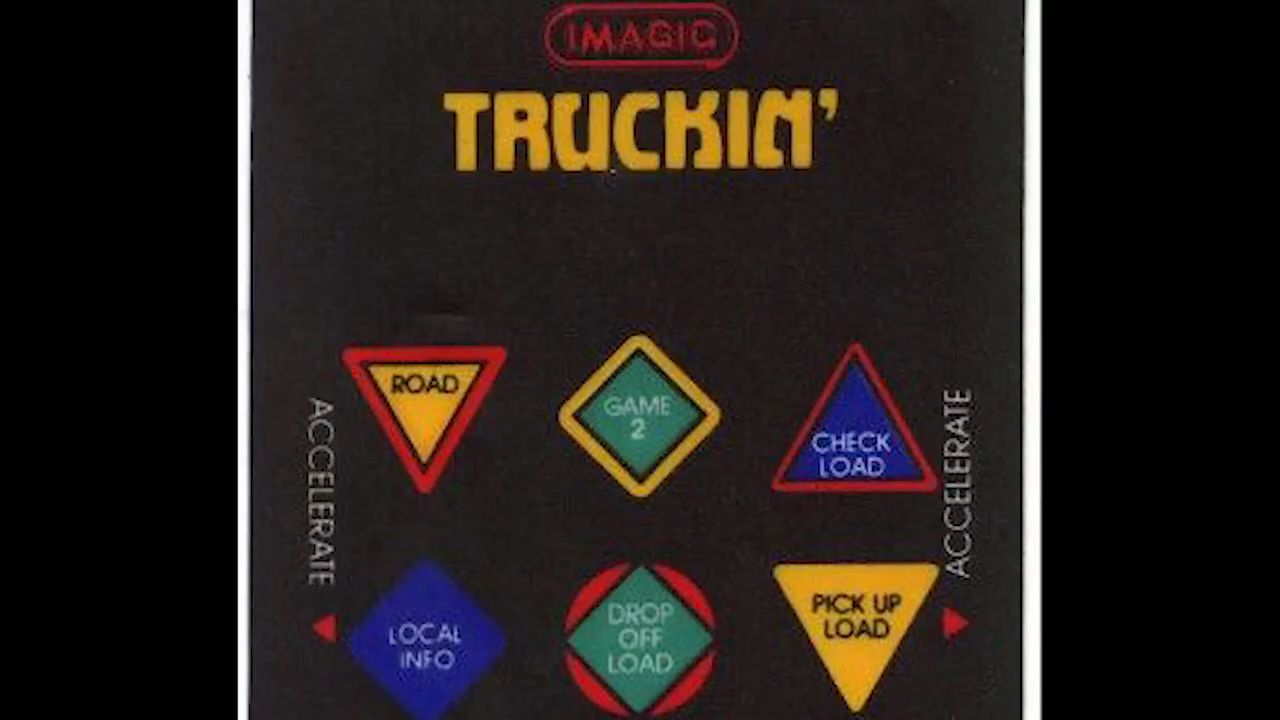 IMAGIC
TRUCKIN'
ROAD
GAME
2
CHECK
LOAD
ACCELERATE
ACCELERATE
LOCAL
INFO
DROP
OFF
LOAD
PICK UP
LOAD